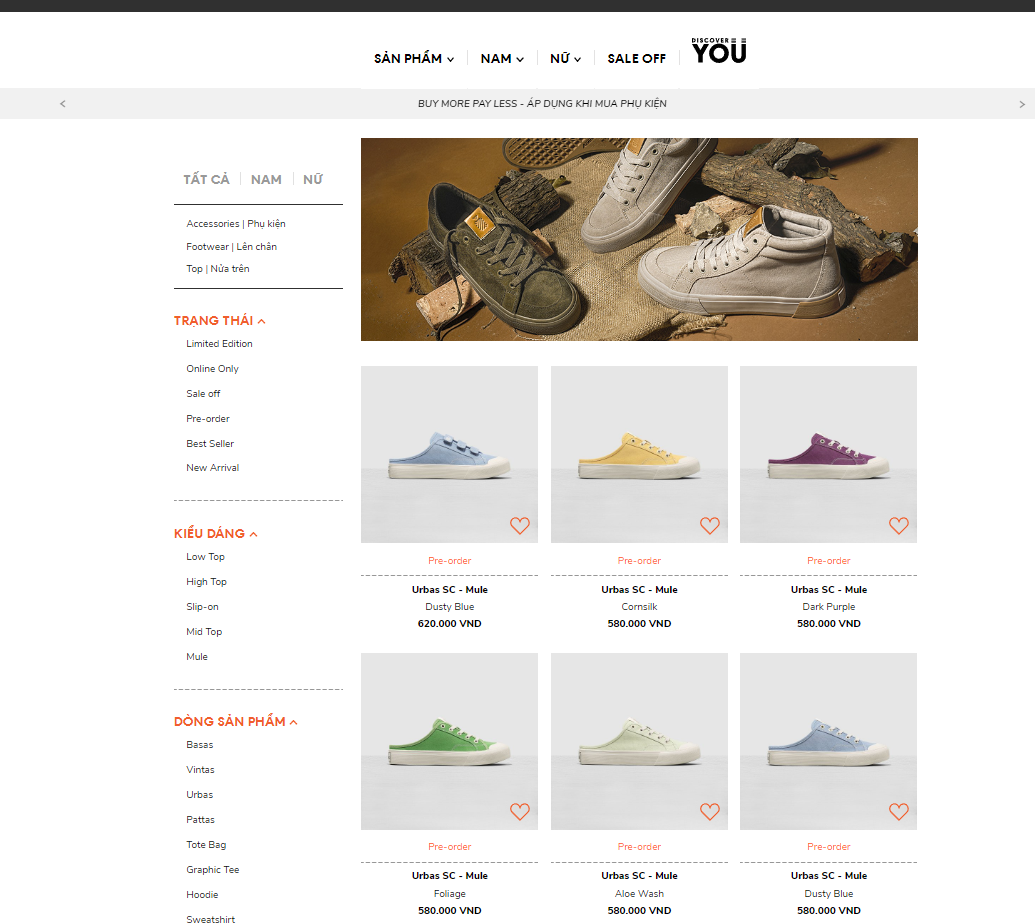 SẢN PHẨM
NAM
NỮ
SALE OFF
DISCOVER
YOU
BUY MORE PAY LESS - ÁP DỤNG KHI MUA PHỤ KIỆN
TẤT CẢ
NAM
NỮ
Accessories | Phụ kiện
Footwear | Lên chân
Top | Nửa trên
TRẠNG THÁI
Limited Edition
Online Only
Sale off
Pre-order
Best Seller
New Arrival
KIỂU DÁNG
Low Top
High Top
Slip-on
Mid Top
Mule
DÒNG SẢN PHẨM
Basas
Vintas
Urbas
Pattas
Tote Bag
Graphic Tee
Hoodie
Sweatshirt
Pre-order
Urbas SC - Mule
Dusty Blue
620.000 VND
Pre-order
Urbas SC - Mule
Cornsilk
580.000 VND
Pre-order
Urbas SC - Mule
Dark Purple
580.000 VND
Pre-order
Urbas SC - Mule
Foliage
580.000 VND
Pre-order
Urbas SC - Mule
Aloe Wash
580.000 VND
Pre-order
Urbas SC - Mule
Dusty Blue
580.000 VND